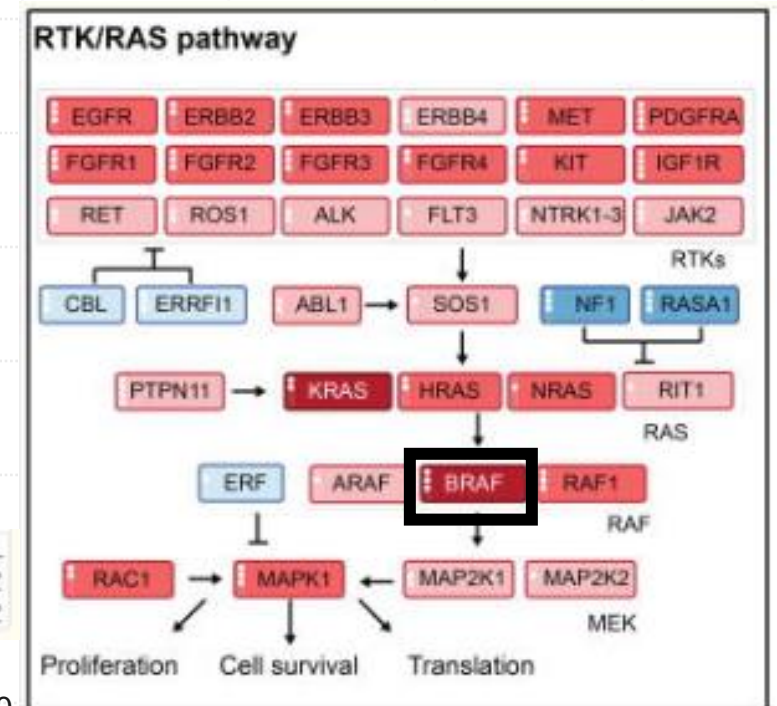 RTK/RAS pathway
EGFR ERBB2 ERBB3 ERBB4 MET PDGFRA
FGFR1 FGFR2 FGFR3 FGFR4 KIT IGF1R
RET ROS1 ALK FLT3 NTRK1-3 JAK2
RTKs
CBL ERRFI1 ABL1 SOS1 NF1 RASA1
PTPN11 KRAS HRAS NRAS RIT1
RAS
ERF ARAF BRAF RAF1
RAF
RAC1 MAPK1 MAP2K1 MAP2K2
MEK
Proliferation Cell survival Translation